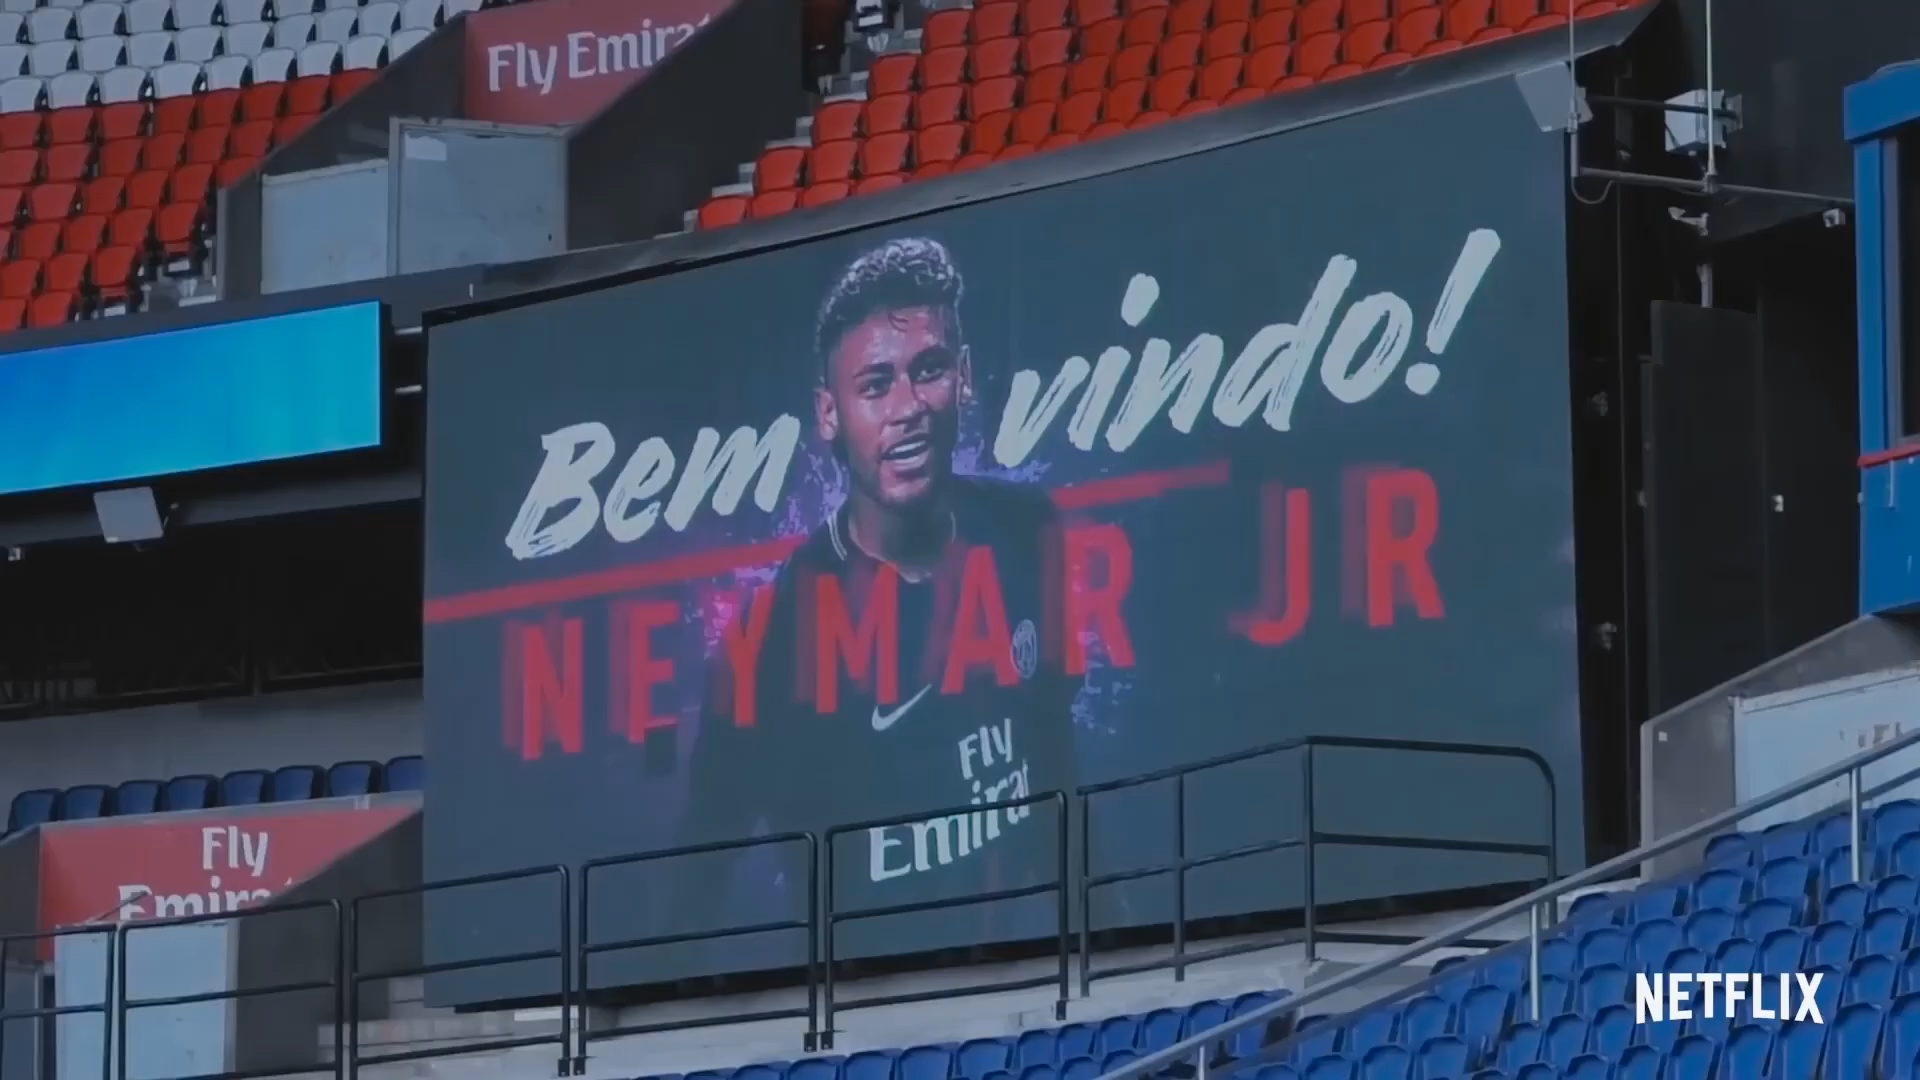 Fly Emira
Bem vindo!
NEYMAR JR
Fly
Emirat
Fly
Emira
NETFLIX